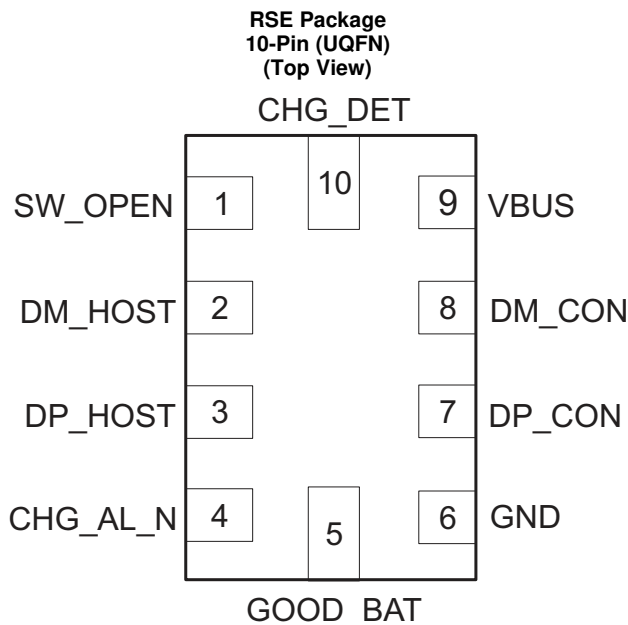 RSE Package
10-Pin (UQFN)
(Top View)
CHG_DET
SW_OPEN 1 10 9 VBUS
DM_HOST 2 8 DM_CON
DP_HOST 3 7 DP_CON
CHG_AL_N 4 5 6 GND
GOOD_BAT